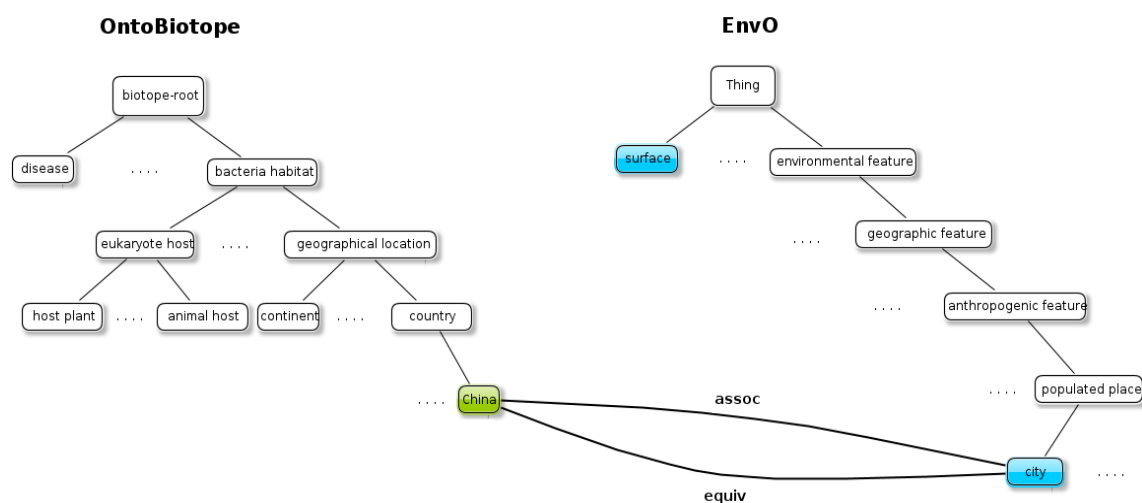 OntoBiotope
EnvO
biotope-root
Thing
disease
. . . .
bacteria habitat
surface
. . . .
environmental feature
eukaryote host
. . . .
geographical location
. . . .
geographic feature
host plant
. . . .
animal host
continent
. . . .
country
. . . .
anthropogenic feature
. . . .
China
assoc
. . . .
populated place
equiv
city
. . . .